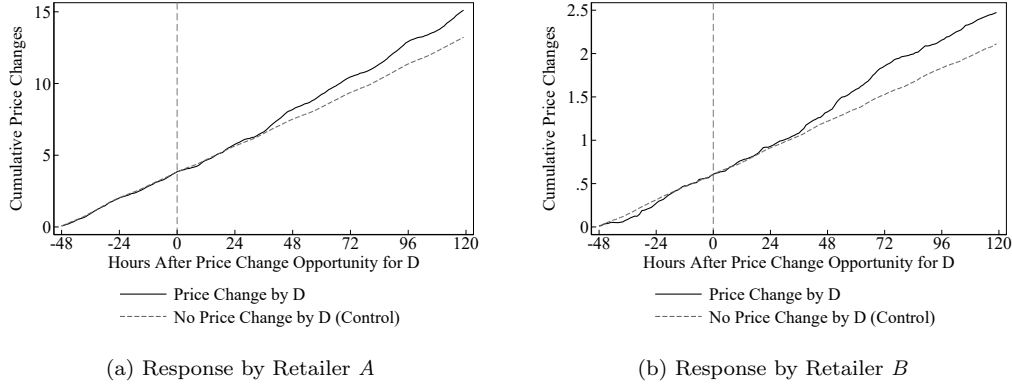 Cumulative Price Changes
15
10
5
0
-48 -24 0 24 48 72 96 120
Hours After Price Change Opportunity for D
Price Change by D
No Price Change by D (Control)
(a) Response by Retailer A
Cumulative Price Changes
2.5
2
1.5
1
.5
0
-48 -24 0 24 48 72 96 120
Hours After Price Change Opportunity for D
Price Change by D
No Price Change by D (Control)
(b) Response by Retailer B